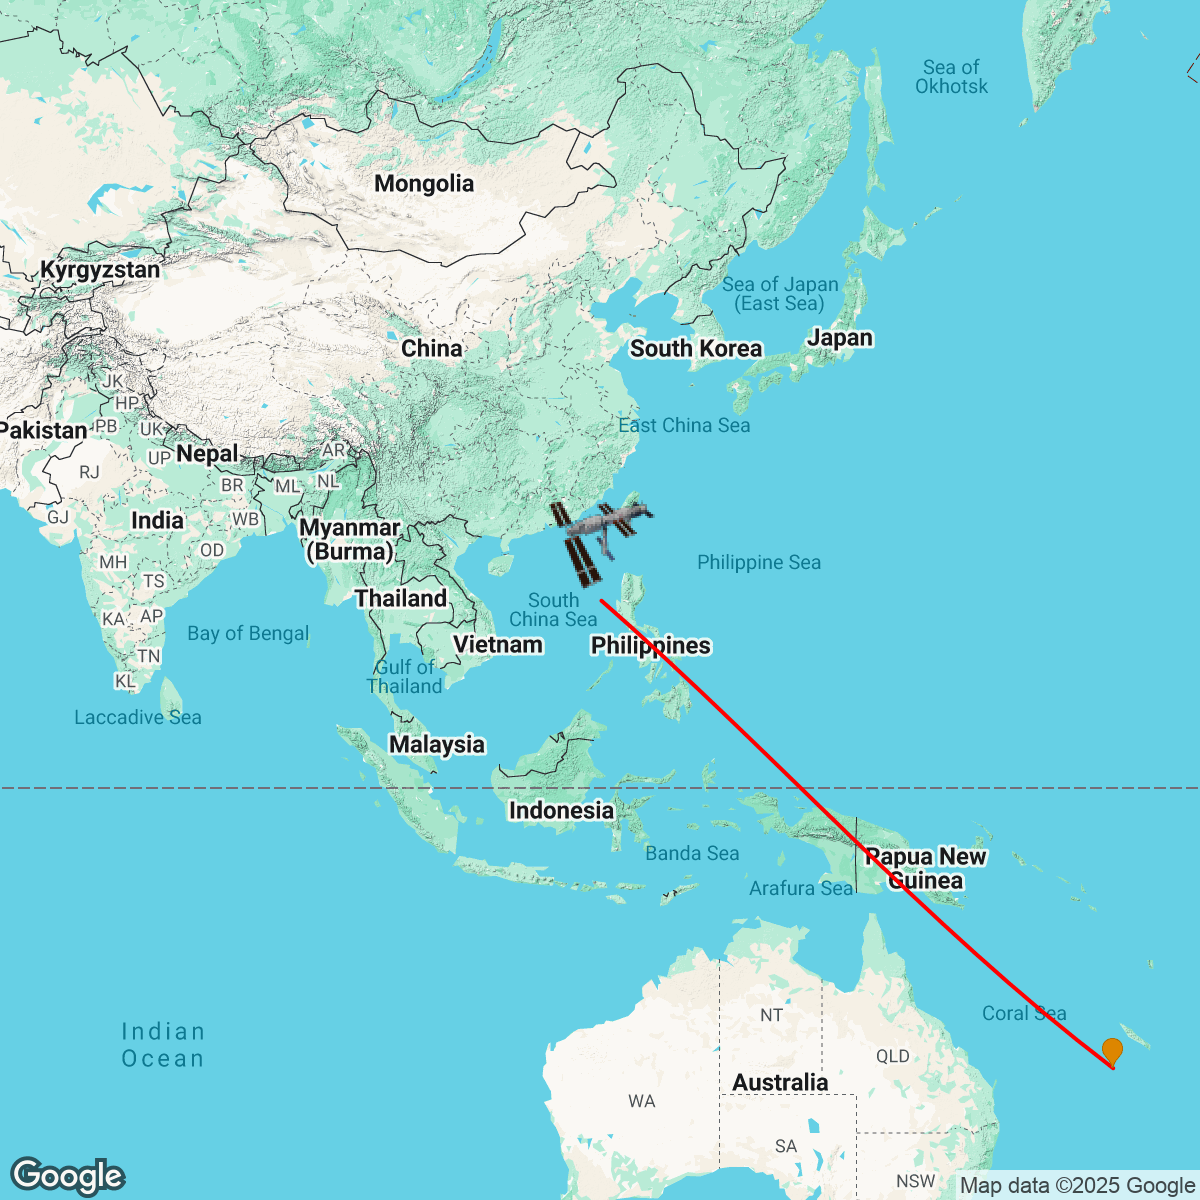 Sea of
Okhotsk
Mongolia
Kyrgyzstan
Sea of Japan
(East Sea)
Japan
South Korea
China
JK
HP
PB
UK
Pakistan
East China Sea
UP
Nepal
AR
RJ
BR
ML
NL
GJ
India
WB
Myanmar
(Burma)
OD
MH
TS
Philippine Sea
Thailand
South
China Sea
KA
AP
Bay of Bengal
Vietnam
Philippines
TN
Gulf of
Thailand
KL
Laccadive Sea
Malaysia
Indonesia
Banda Sea
Papua New
Guinea
Arafura Sea
Coral Sea
NT
Indian
Ocean
QLD
Australia
WA
SA
NSW
Google
Map data ©2025 Google